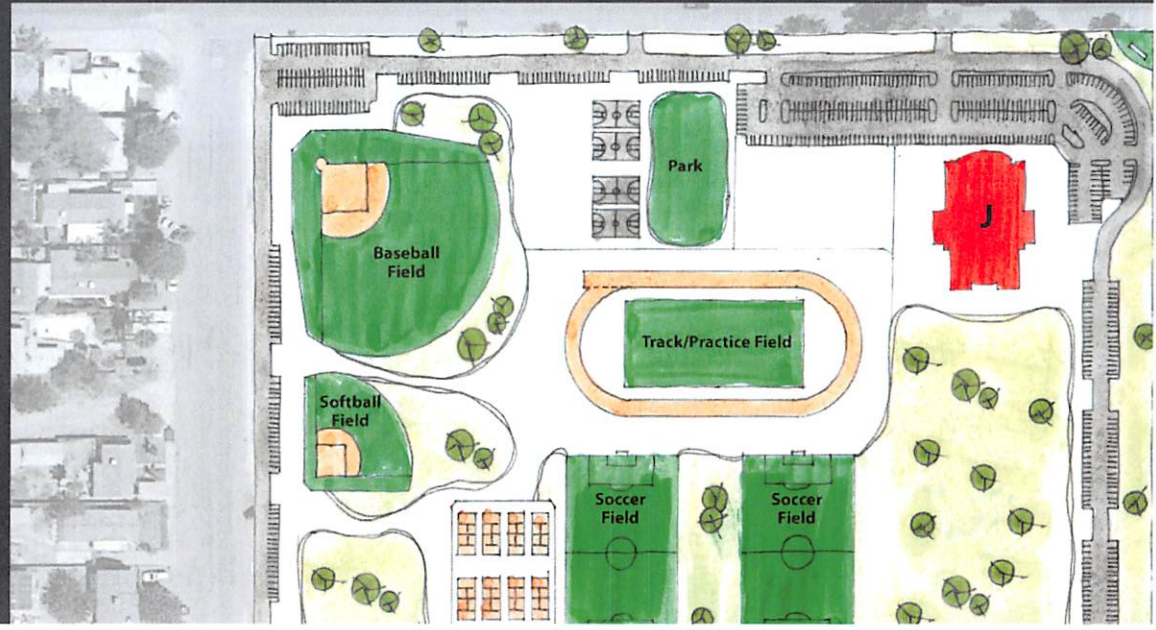 Park
J
Baseball
Field
Track/Practice Field
Softball
Field
Soccer
Field
Soccer
Field